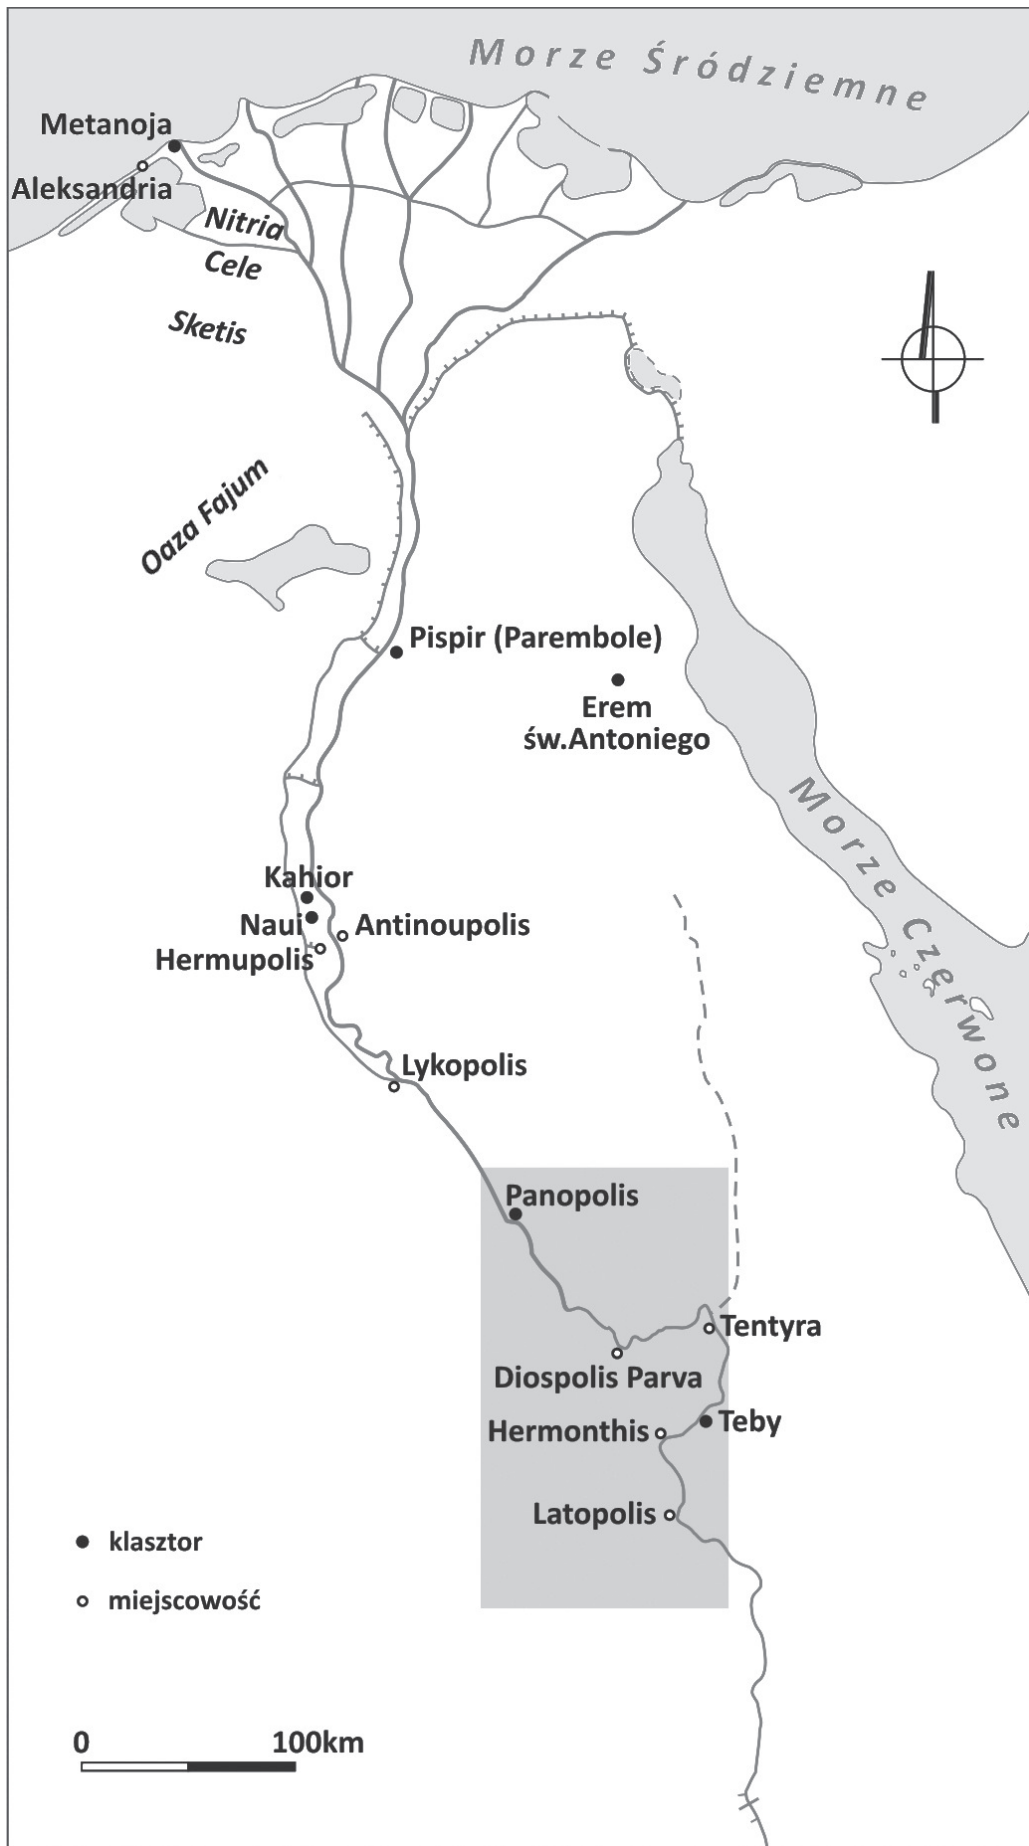 Morze Śródziemne
Metanoja
Aleksandria
Nitria
Cele
Sketis
Oaza Fajum
Pispir (Parembole)
Erem
św.Antoniego
Morze Czerwone
Kahior
Naui
Antinoupolis
Hermupolis
Lykopolis
Panopolis
Tentyra
Diospolis Parva
Teby
Hermonthis
Latopolis
klasztor
miejscowość
0 100km